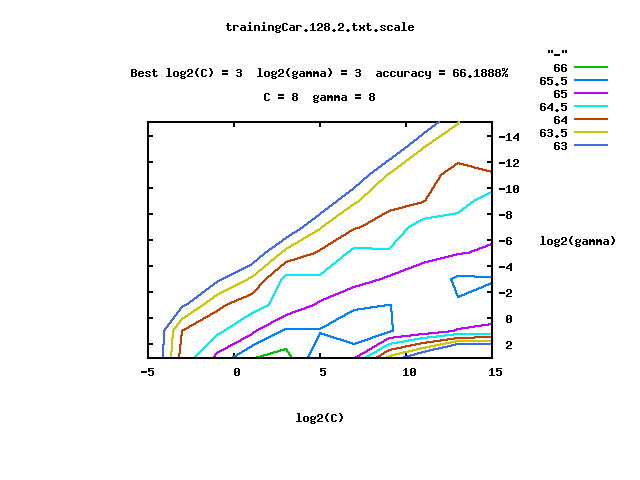 trainingCar.128.2.txt.scale
Best log2(C) = 3  log2(gamma) = 3  accuracy = 66.1888%
C = 8  gamma = 8
"-"
66
65.5
65
64.5
64
63.5
63
-14
-12
-10
-8
-6
-4
-2
0
2
log2(gamma)
-5 0 5 10 15
log2(C)